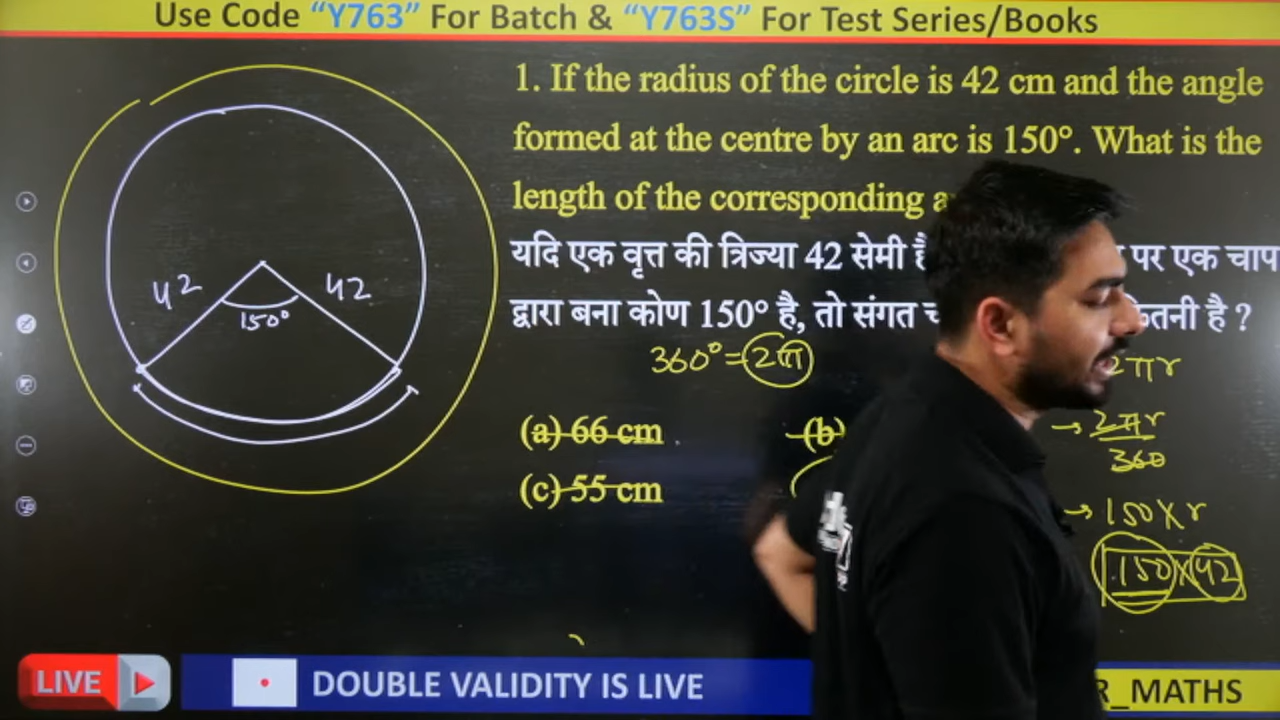 Use Code “Y763” For Batch & “Y763S” For Test Series/Books
1. If the radius of the circle is 42 cm and the angle
formed at the centre by an arc is 150°. What is the
length of the corresponding
यदि एक वृत्त की त्रिज्या 42 सेमी पर एक चाप
द्वारा बना कोण 150° है, तो संगत है ?
42
42
150°
360° = 2π
2πr
(a) 66 cm
(b)
→ 2πr
360
(c) 55 cm
→ 150×r
150×42
LIVE
DOUBLE VALIDITY IS LIVE
R_MATHS